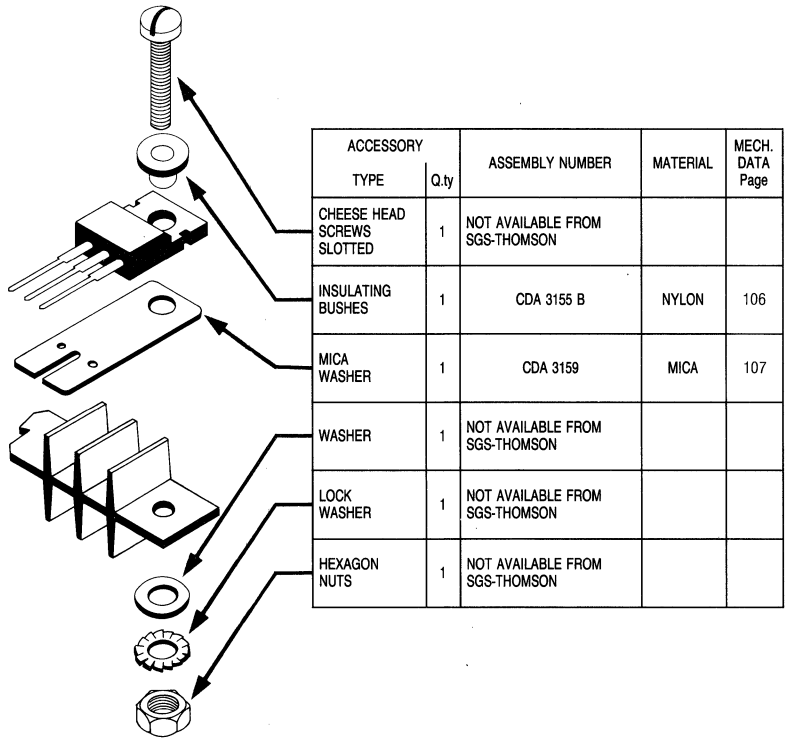 ACCESSORY
TYPE
Q.ty
ASSEMBLY NUMBER
MATERIAL
MECH.
DATA
Page
CHEESE HEAD
SCREWS
SLOTTED
1
NOT AVAILABLE FROM
SGS-THOMSON
INSULATING
BUSHES
1
CDA 3155 B
NYLON
106
MICA
WASHER
1
CDA 3159
MICA
107
WASHER
1
NOT AVAILABLE FROM
SGS-THOMSON
LOCK
WASHER
1
NOT AVAILABLE FROM
SGS-THOMSON
HEXAGON
NUTS
1
NOT AVAILABLE FROM
SGS-THOMSON